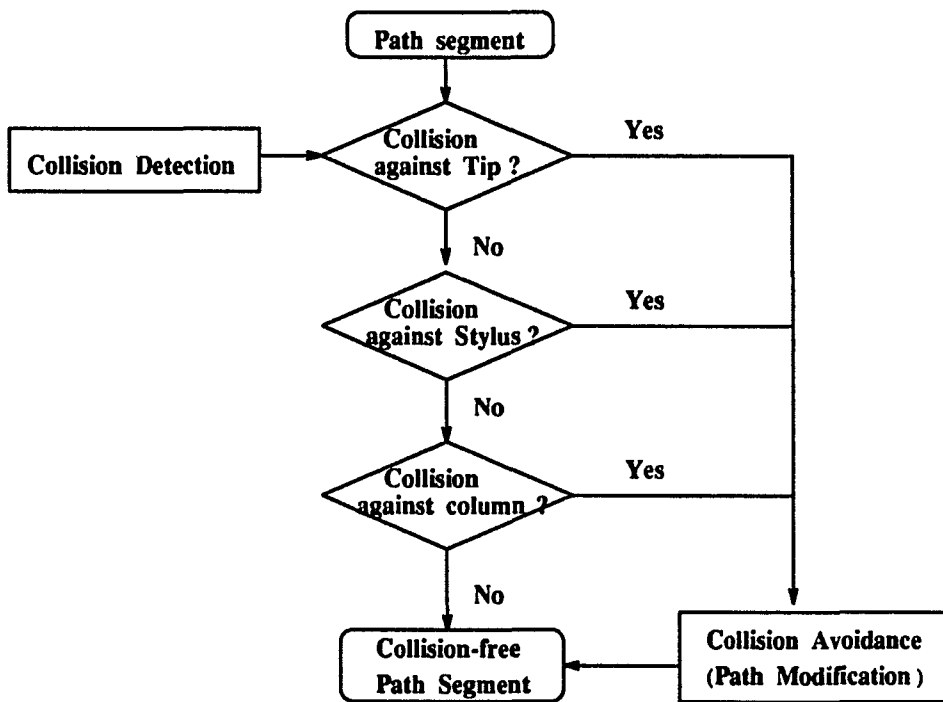 Path segment
Collision
against Tip ?
Yes
Collision Detection
No
Collision
against Stylus ?
Yes
No
Collision
against column ?
Yes
No
Collision-free
Path Segment
Collision Avoidance
(Path Modification)